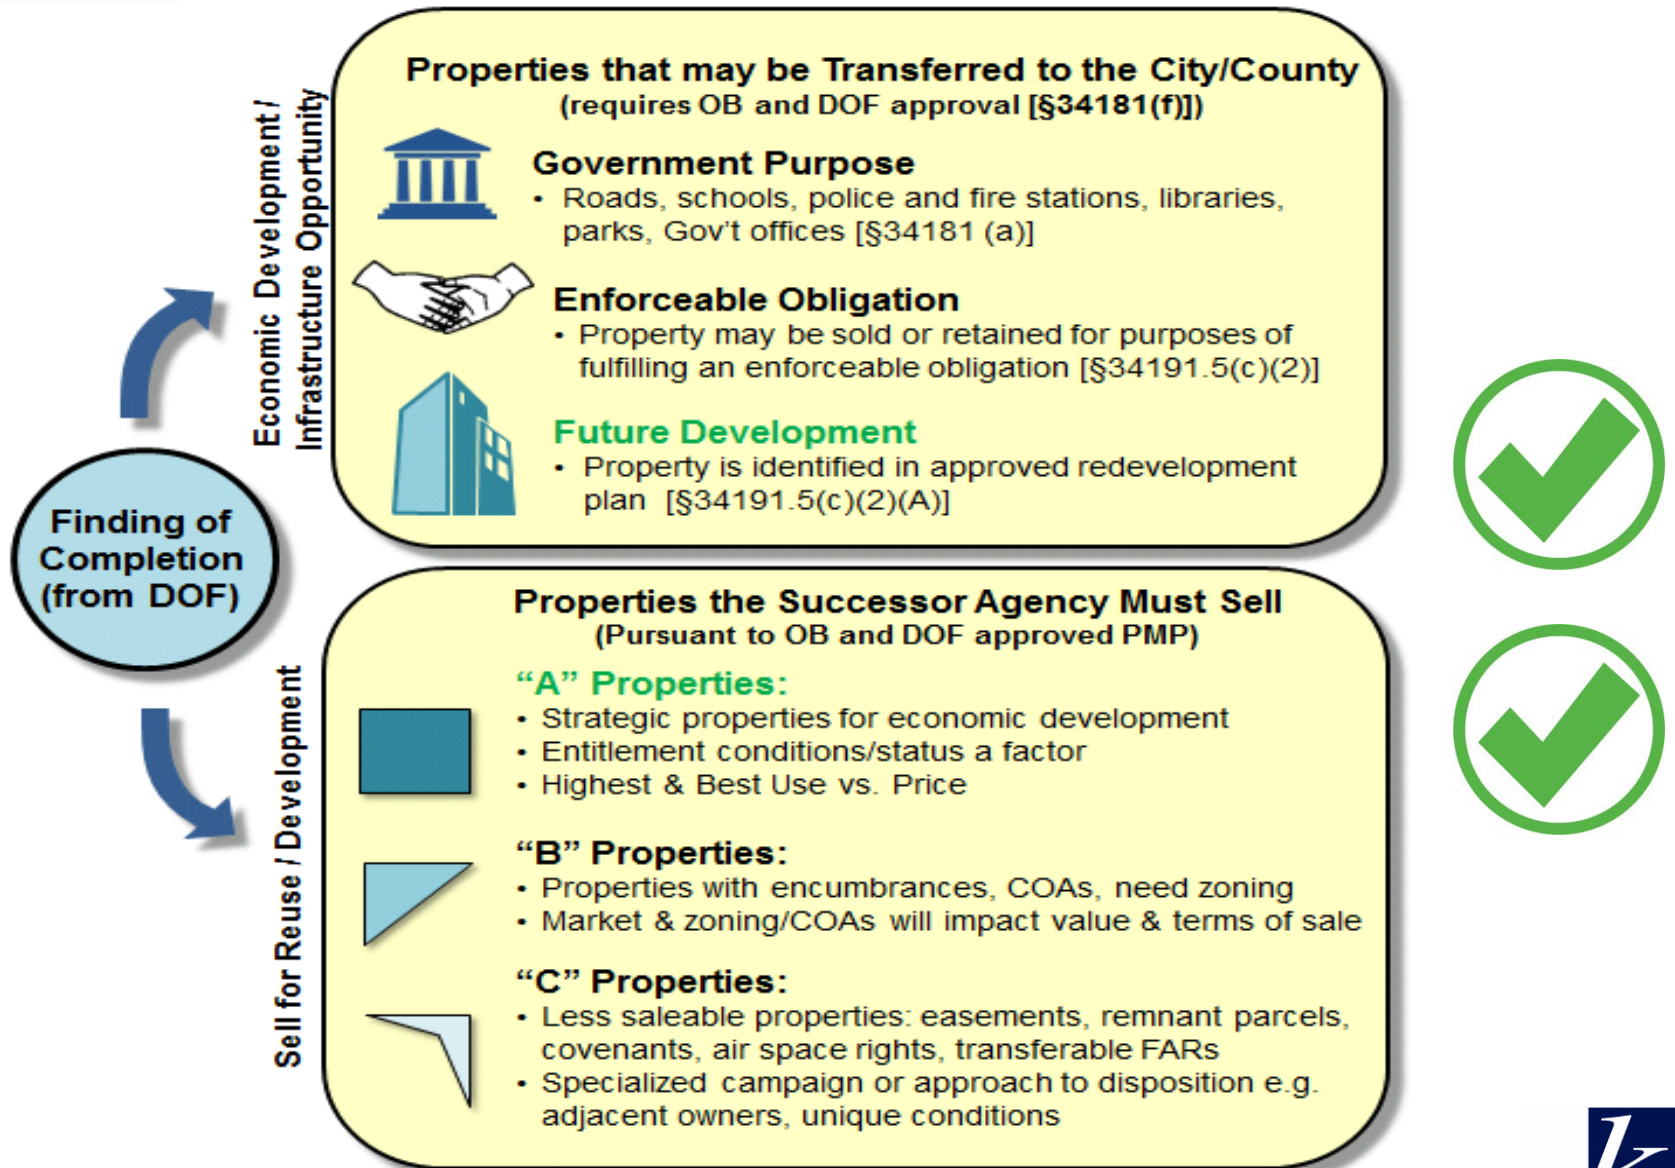 Properties that may be Transferred to the City/County
(requires OB and DOF approval [§34181(f)])
Government Purpose
• Roads, schools, police and fire stations, libraries,
parks, Gov't offices [§34181 (a)]
Enforceable Obligation
• Property may be sold or retained for purposes of
fulfilling an enforceable obligation [§34191.5(c)(2)]
Future Development
• Property is identified in approved redevelopment
plan [§34191.5(c)(2)(A)]
Economic Development /
Infrastructure Opportunity
Finding of
Completion
(from DOF)
Sell for Reuse / Development
Properties the Successor Agency Must Sell
(Pursuant to OB and DOF approved PMP)
“A” Properties:
• Strategic properties for economic development
• Entitlement conditions/status a factor
• Highest & Best Use vs. Price
“B” Properties:
• Properties with encumbrances, COAs, need zoning
• Market & zoning/COAs will impact value & terms of sale
“C” Properties:
• Less saleable properties: easements, remnant parcels,
covenants, air space rights, transferable FARs
• Specialized campaign or approach to disposition e.g.
adjacent owners, unique conditions
k